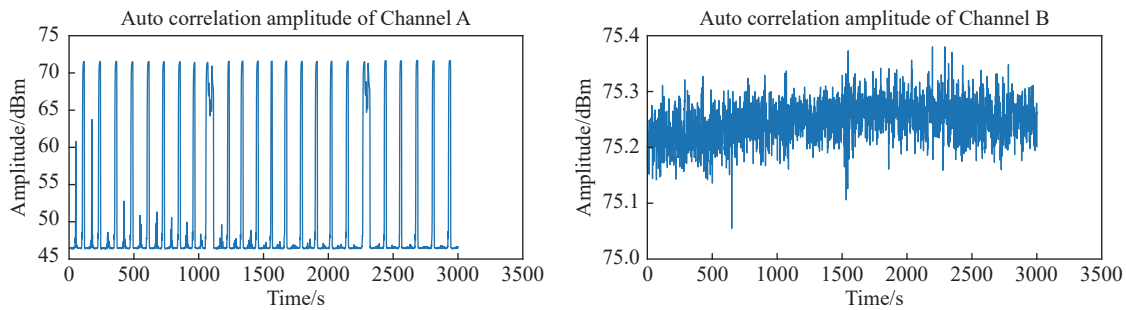 Auto correlation amplitude of Channel A
75
70
65
60
55
50
45
Amplitude/dBm
0 500 1000 1500 2000 2500 3000 3500
Time/s
Auto correlation amplitude of Channel B
75.4
75.3
75.2
75.1
75.0
Amplitude/dBm
0 500 1000 1500 2000 2500 3000 3500
Time/s